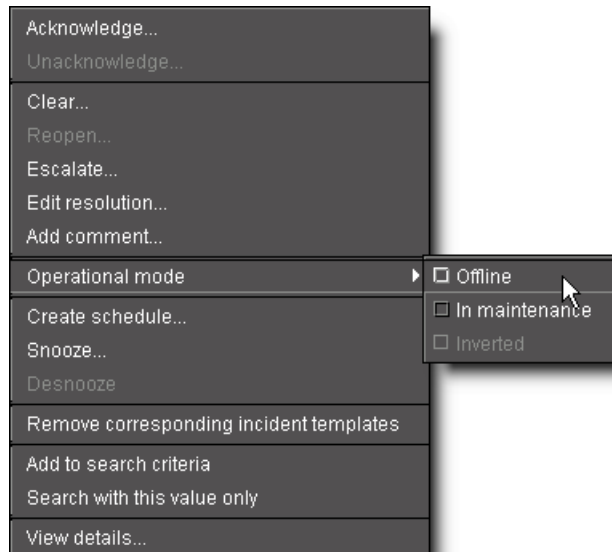 Acknowledge...
Unacknowledge...
Clear...
Reopen...
Escalate...
Edit resolution...
Add comment...
Operational mode
Offline
In maintenance
Inverted
Create schedule...
Snooze...
Desnooze
Remove corresponding incident templates
Add to search criteria
Search with this value only
View details...